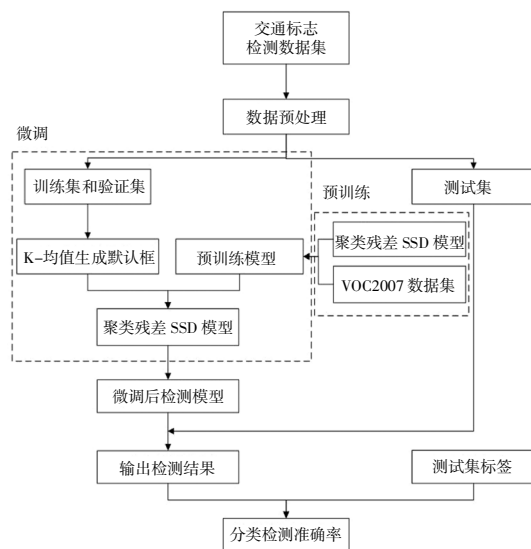 交通标志
检测数据集
数据预处理
微调
训练集和验证集
预训练
测试集
聚类残差 SSD 模型
K-均值生成默认框
预训练模型
VOC2007 数据集
聚类残差 SSD 模型
微调后检测模型
输出检测结果
测试集标签
分类检测准确率